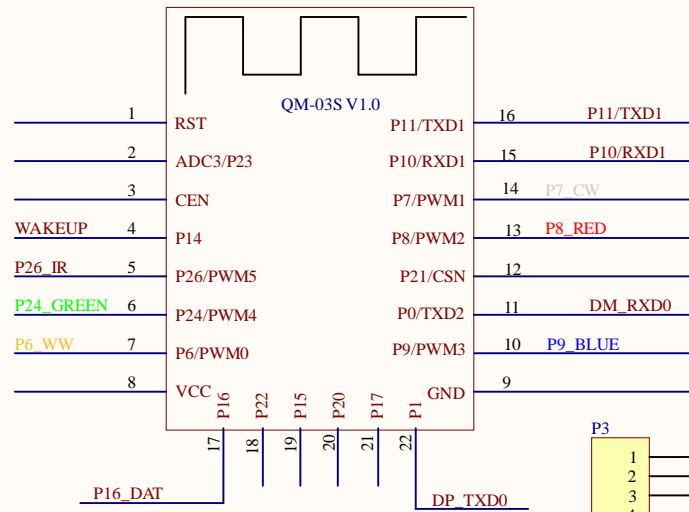 QM-03S V1.0
1 RST P11/TXD1 16 P11/TXD1
2 ADC3/P23 P10/RXD1 15 P10/RXD1
3 CEN P7/PWM1 14 P7_CW
WAKEUP 4 P14 P8/PWM2 13 P8_RED
P26_IR 5 P26/PWM5 P21/CSN 12
P24_GREEN 6 P24/PWM4 P0/TXD2 11 DM_RXD0
P6_WW 7 P6/PWM0 P9/PWM3 10 P9_BLUE
8 VCC GND 9
P16 P22 P15 P20 P17 P1
17 18 19 20 21 22
P16_DAT DP_TXD0
P3
1
2
3